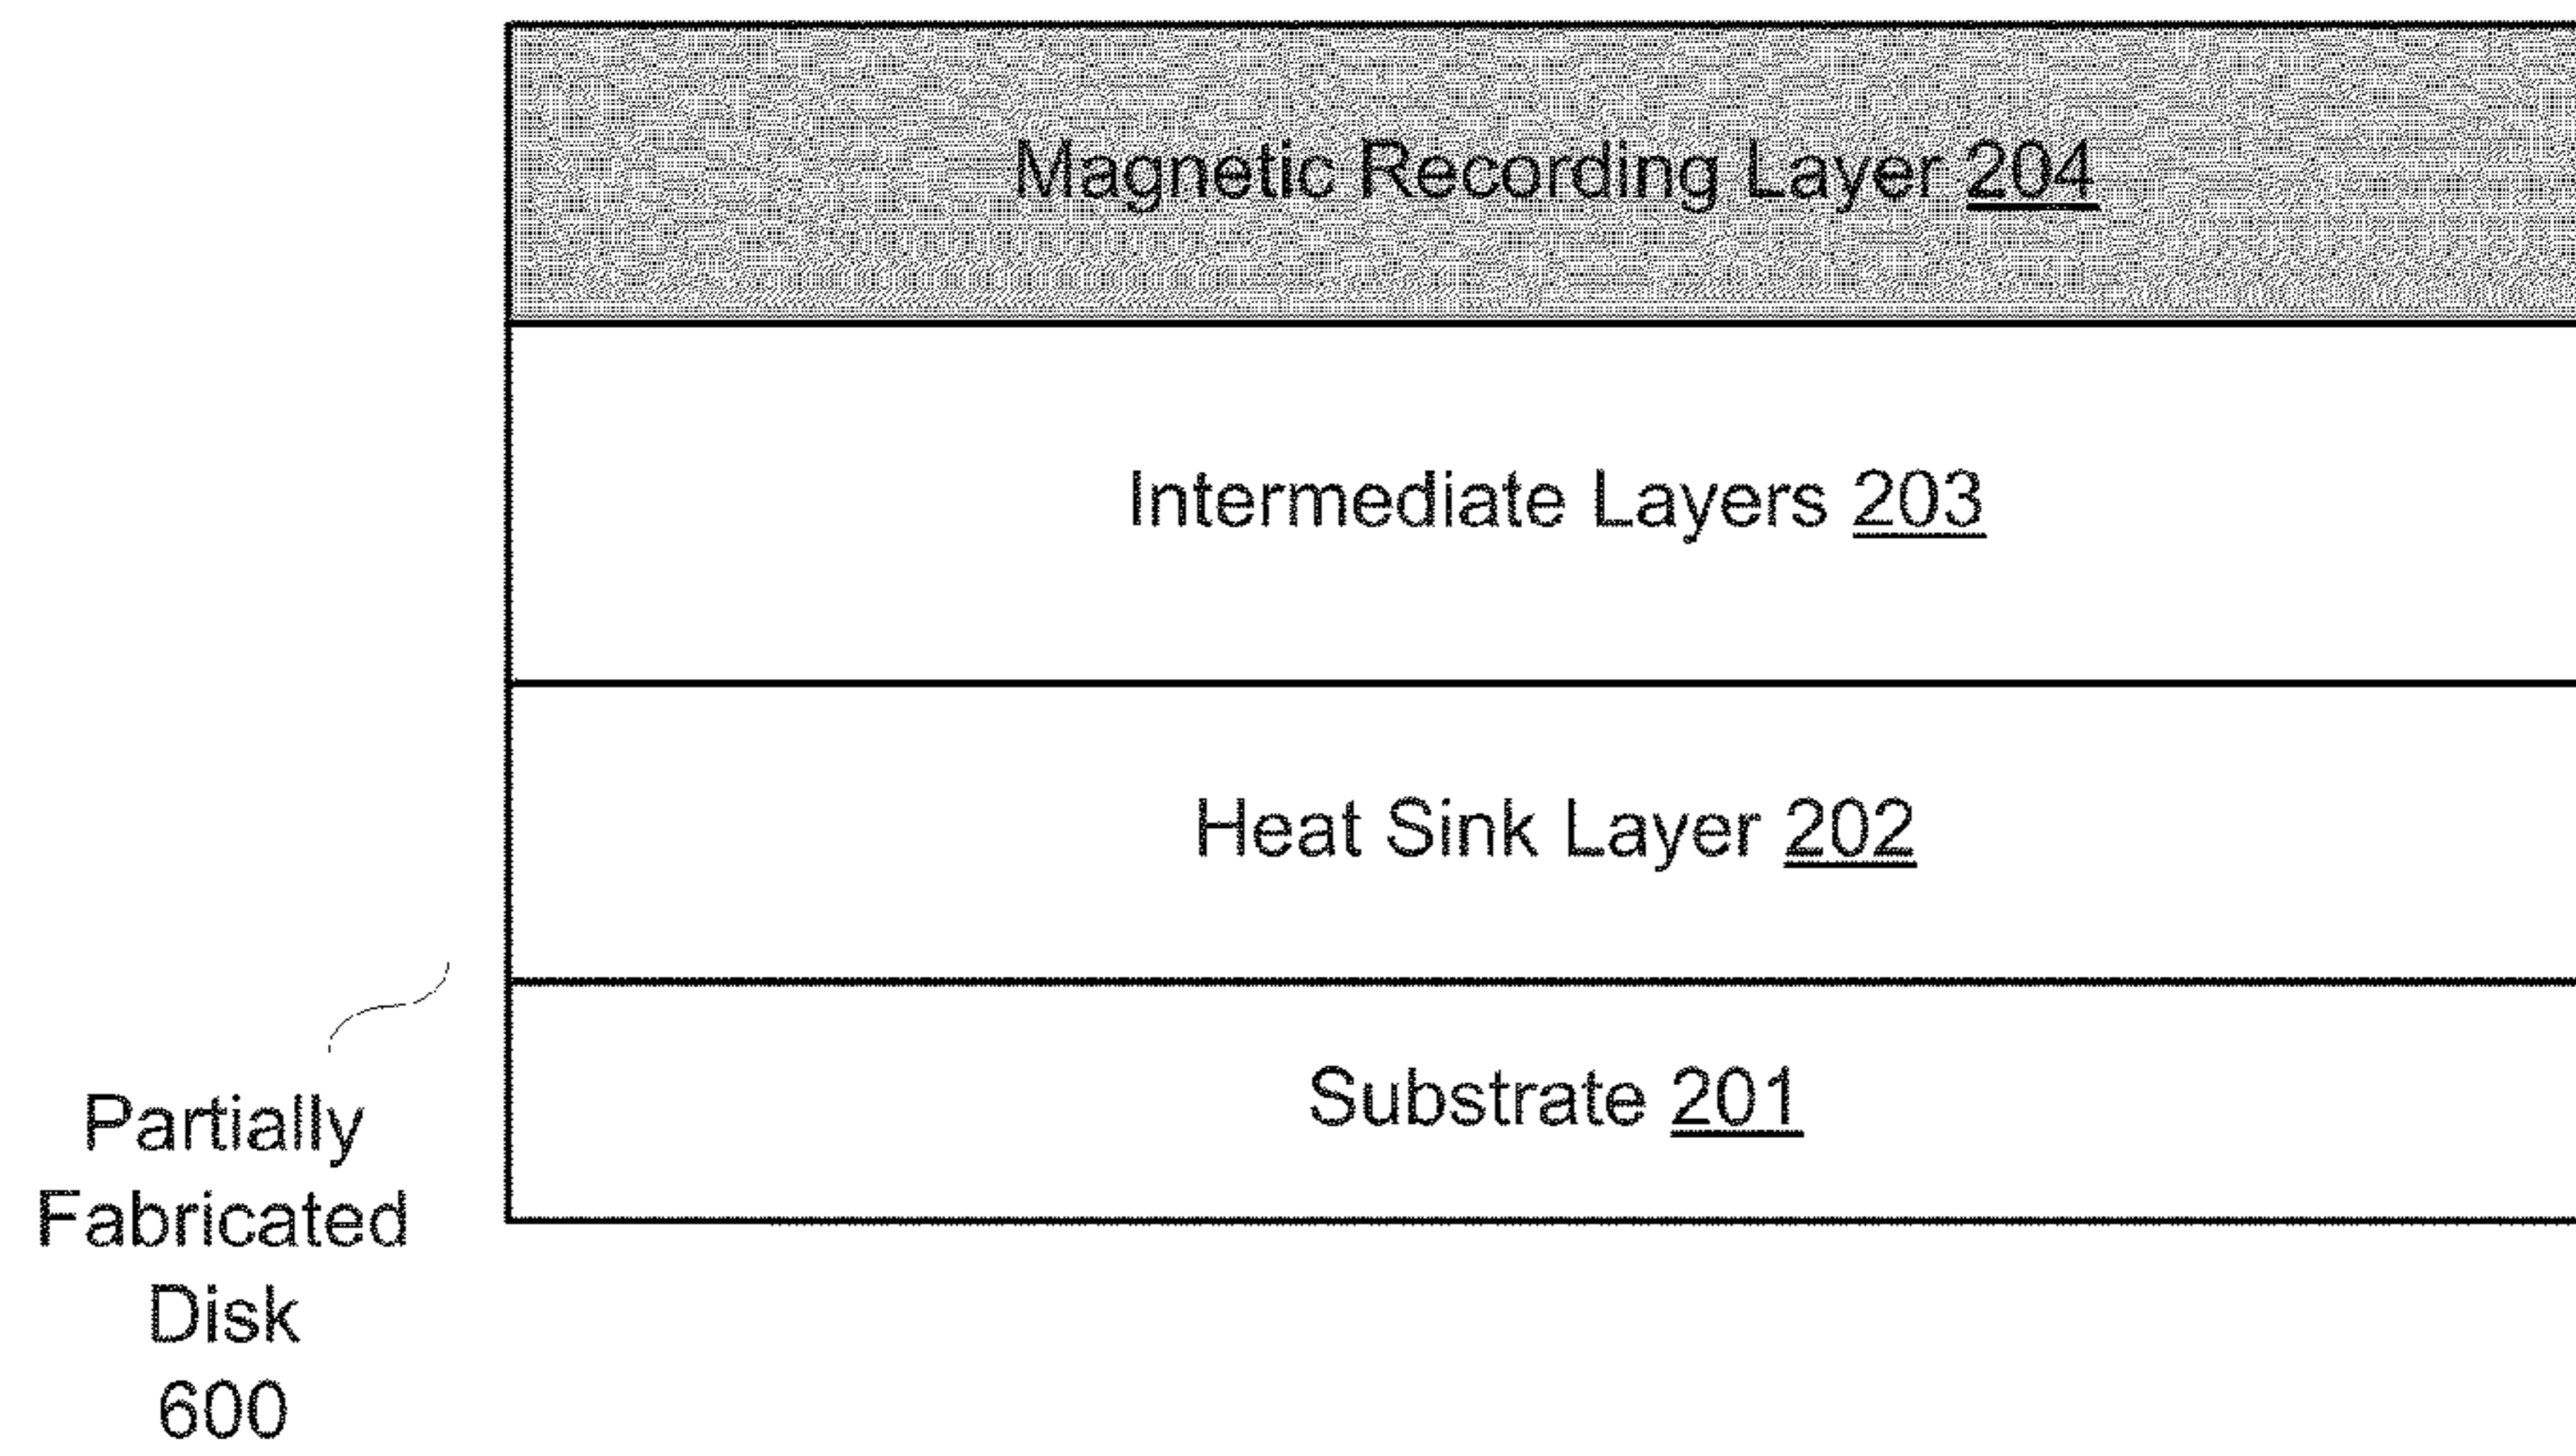 Magnetic Recording Layer 204
Intermediate Layers 203
Heat Sink Layer 202
Substrate 201
Partially
Fabricated
Disk
600